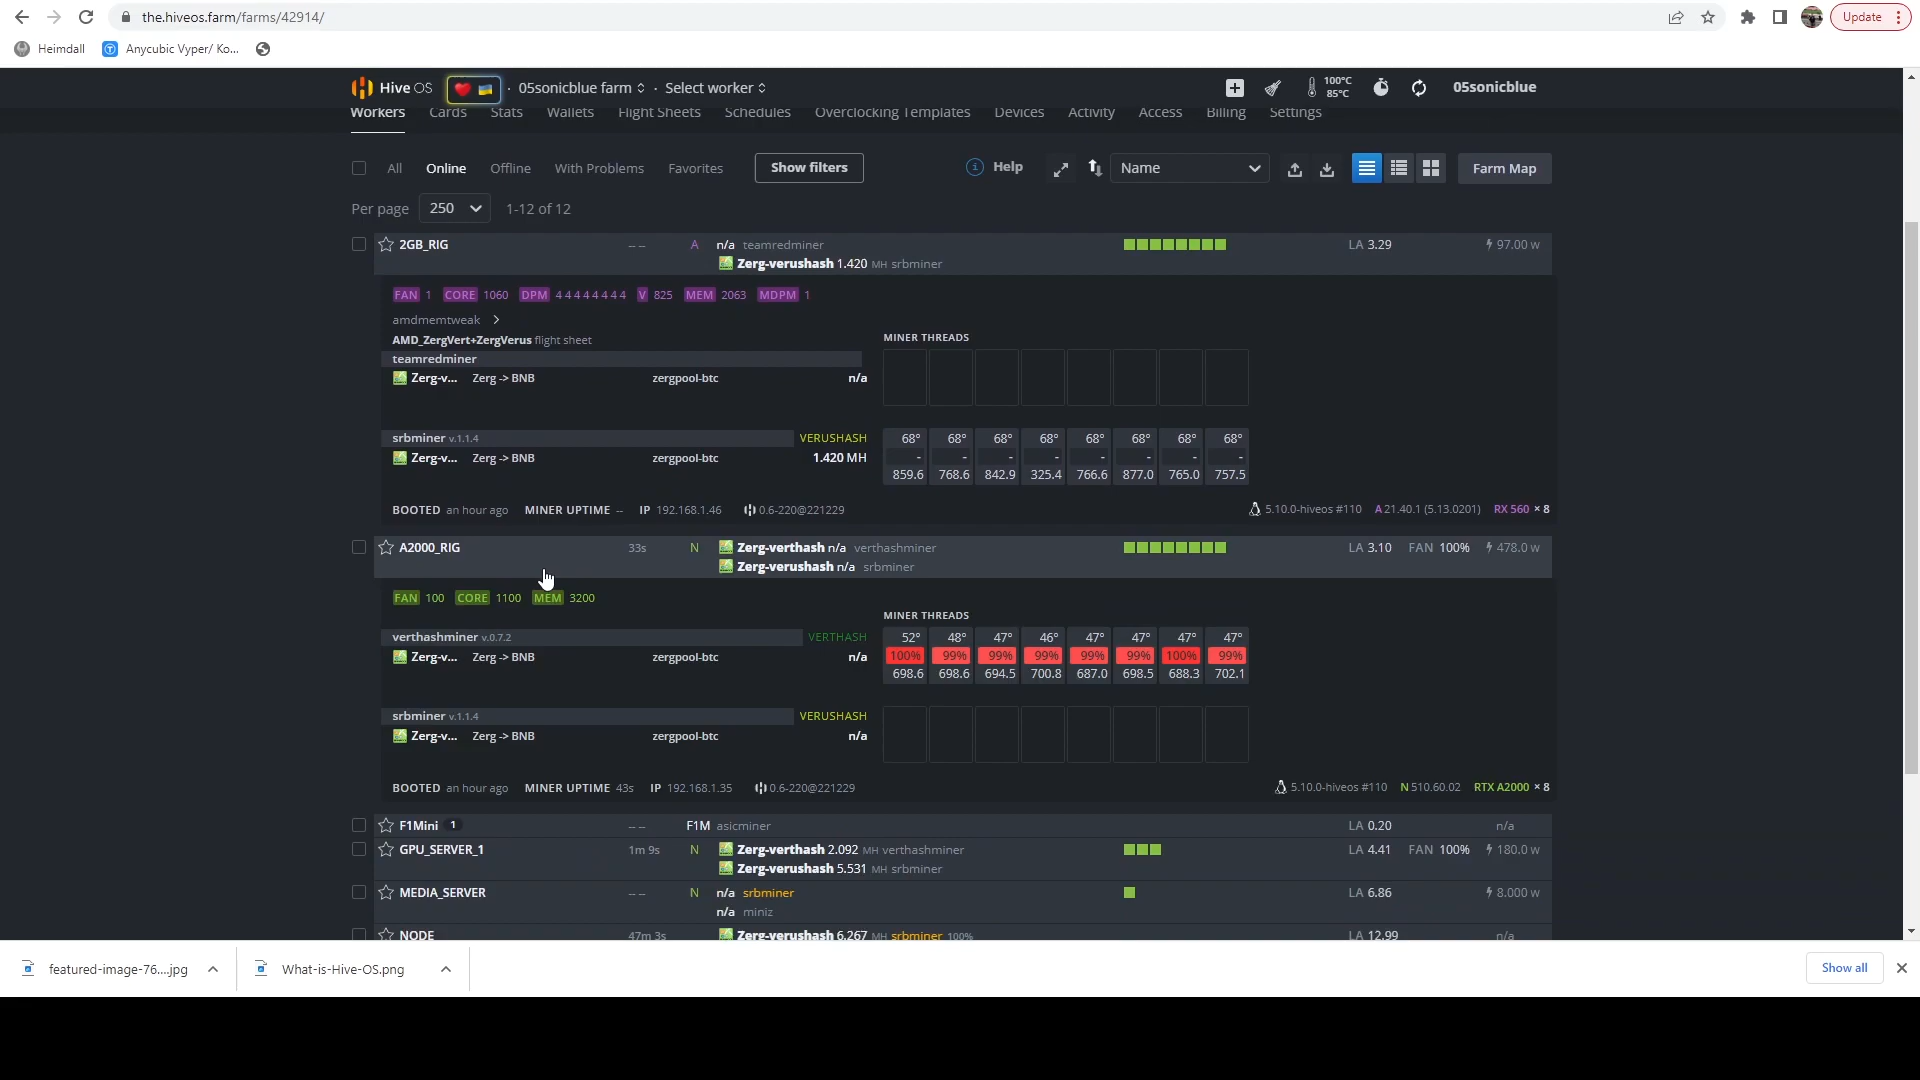 the.hiveos.farm/farms/42914/
Update
Heimdall
Anycubic Vyper/ Ko...
Hive OS · 05sonicblue farm · Select worker
100°C
85°C
05sonicblue
Workers Cards Stats Wallets Flight Sheets Schedules Overclocking Templates Devices Activity Access Billing Settings
All Online Offline With Problems Favorites Show filters Help Name Farm Map
Per page 250 1-12 of 12
2GB_RIG -- A n/a teamredminer LA 3.29 97.00 w
Zerg-verushash 1.420 MH srbminer
FAN 1 CORE 1060 DPM 4 4 4 4 4 4 4 4 V 825 MEM 2063 MDPM 1
amdmemtweak
AMD_ZergVert+ZergVerus flight sheet
MINER THREADS
teamredminer
Zerg-v... Zerg -> BNB zergpool-btc n/a
srbminer v.1.1.4 VERUSHASH 68° 68° 68° 68° 68° 68° 68° 68°
Zerg-v... Zerg -> BNB zergpool-btc 1.420 MH - - - - - - - -
859.6 768.6 842.9 325.4 766.6 877.0 765.0 757.5
BOOTED an hour ago MINER UPTIME -- IP 192.168.1.46 0.6-220@221229 5.10.0-hiveos #110 A 21.40.1 (5.13.0201) RX 560 × 8
A2000_RIG 33s N Zerg-verthash n/a verthashminer LA 3.10 FAN 100% 478.0 w
Zerg-verushash n/a srbminer
FAN 100 CORE 1100 MEM 3200
MINER THREADS
verthashminer v.0.7.2 VERTHASH 52° 48° 47° 46° 47° 47° 47° 47°
Zerg-v... Zerg -> BNB zergpool-btc n/a 100% 99% 99% 99% 99% 99% 100% 99%
698.6 698.6 694.5 700.8 687.0 698.5 688.3 702.1
srbminer v.1.1.4 VERUSHASH
Zerg-v... Zerg -> BNB zergpool-btc n/a
BOOTED an hour ago MINER UPTIME 43s IP 192.168.1.35 0.6-220@221229 5.10.0-hiveos #110 N 510.60.02 RTX A2000 × 8
F1Mini 1 -- F1M asicminer LA 0.20 n/a
GPU_SERVER_1 1m 9s N Zerg-verthash 2.092 MH verthashminer LA 4.41 FAN 100% 180.0 w
Zerg-verushash 5.531 MH srbminer
MEDIA_SERVER -- N n/a srbminer LA 6.86 8.000 w
n/a miniz
NODE 47m 3s Zerg-verushash 6.267 MH srbminer 100% LA 12.99 n/a
featured-image-76....jpg What-is-Hive-OS.png Show all